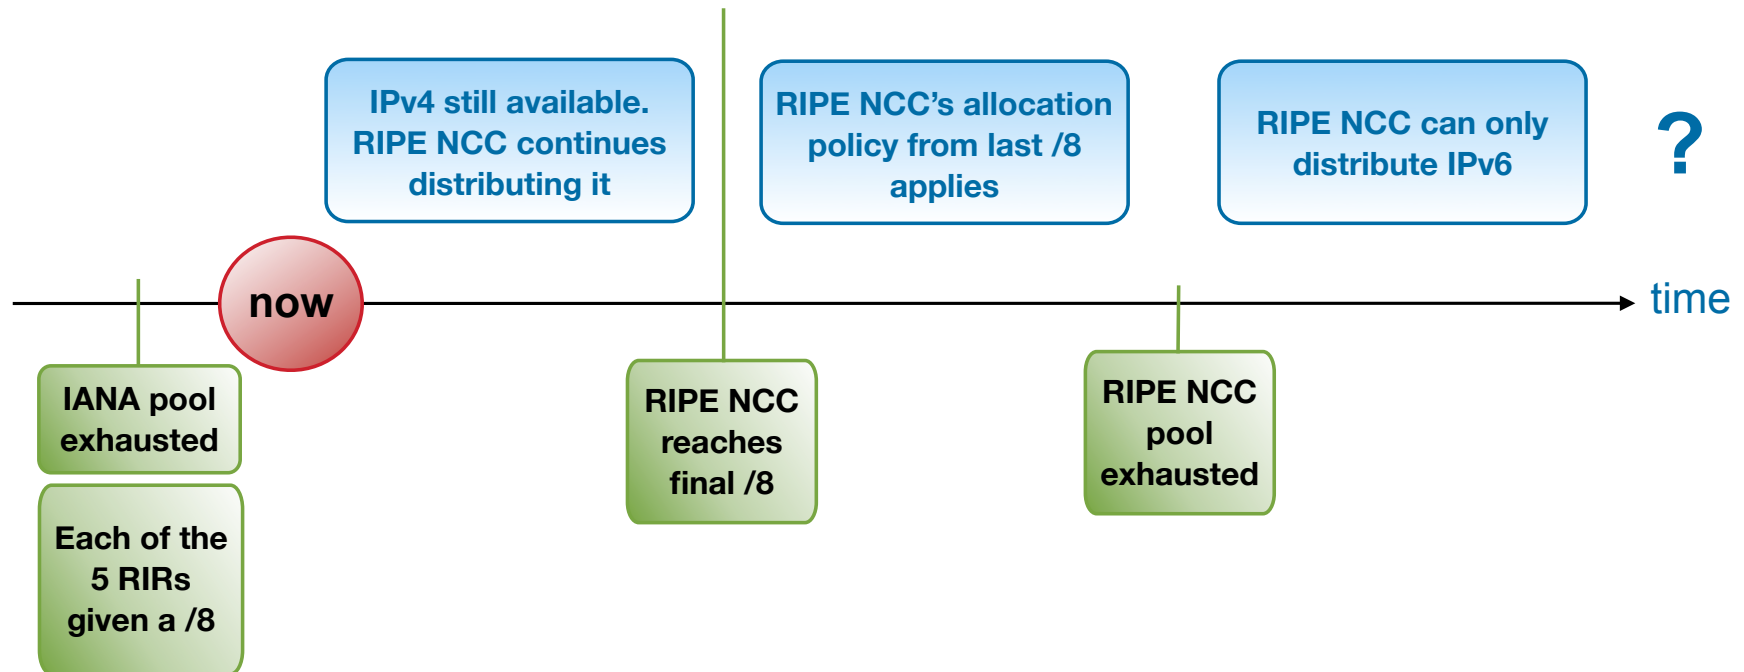 IPv4 still available.
RIPE NCC continues
distributing it
RIPE NCC’s allocation
policy from last /8
applies
RIPE NCC can only
distribute IPv6
?
now
time
IANA pool
exhausted
Each of the
5 RIRs
given a /8
RIPE NCC
reaches
final /8
RIPE NCC
pool
exhausted